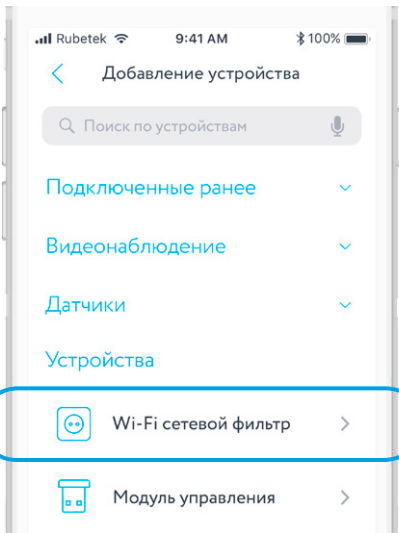 Rubetek 9:41 AM 100%
Добавление устройства
Поиск по устройствам
Подключенные ранее
Видеонаблюдение
Датчики
Устройства
Wi-Fi сетевой фильтр
Модуль управления